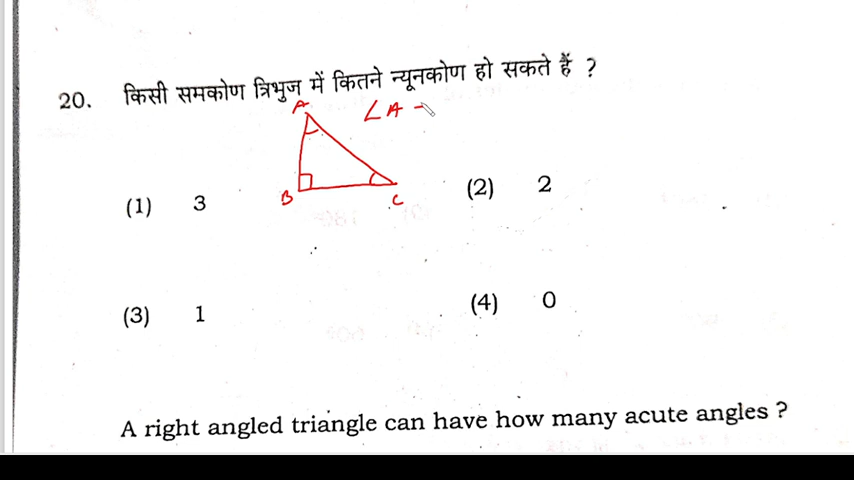 20. किसी समकोण त्रिभुज में कितने न्यूनकोण हो सकते हैं ?
A
∠A -
B
C
(1) 3
(2) 2
(3) 1
(4) 0
A right angled triangle can have how many acute angles ?